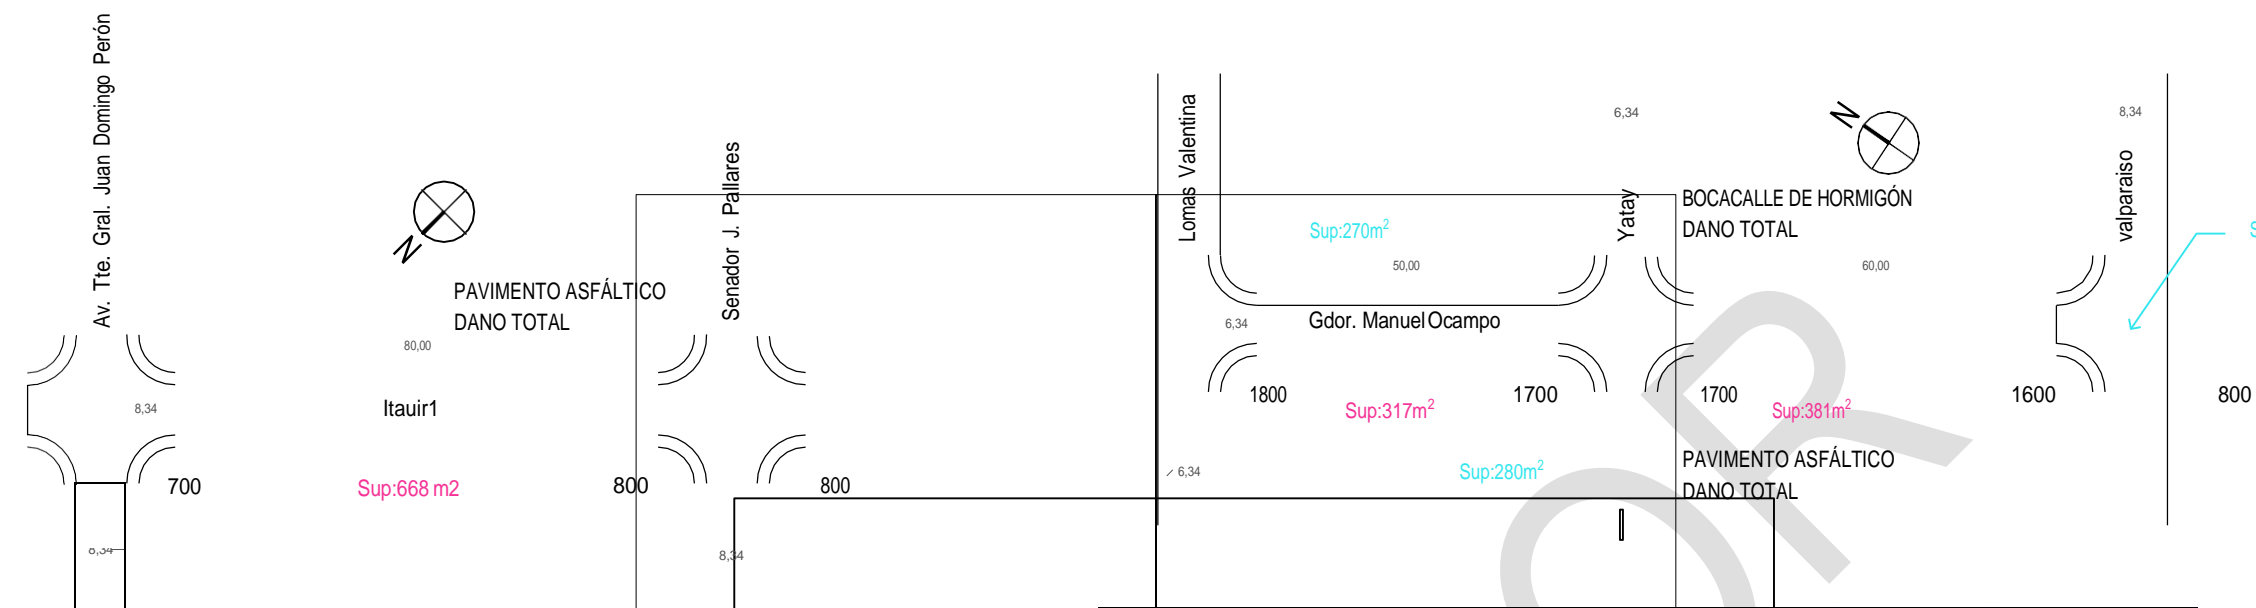 Av. Tte. Gral. Juan Domingo Perón
N
PAVIMENTO ASFÁLTICO
DANO TOTAL
80,00
8,34
Itauir1
700
Sup:668 m2
800
8,34
Senador J. Pallares
800
8,34
Lomas Valentina
6,34
Sup:270m²
50,00
6,34
Gdor. Manuel Ocampo
1800
1700
Sup:317m²
6,34
Sup:280m²
Yatay
N
BOCACALLE DE HORMIGÓN
DANO TOTAL
60,00
1700
1600
Sup:381m²
PAVIMENTO ASFÁLTICO
DANO TOTAL
8,34
valparaiso
S
800
OR